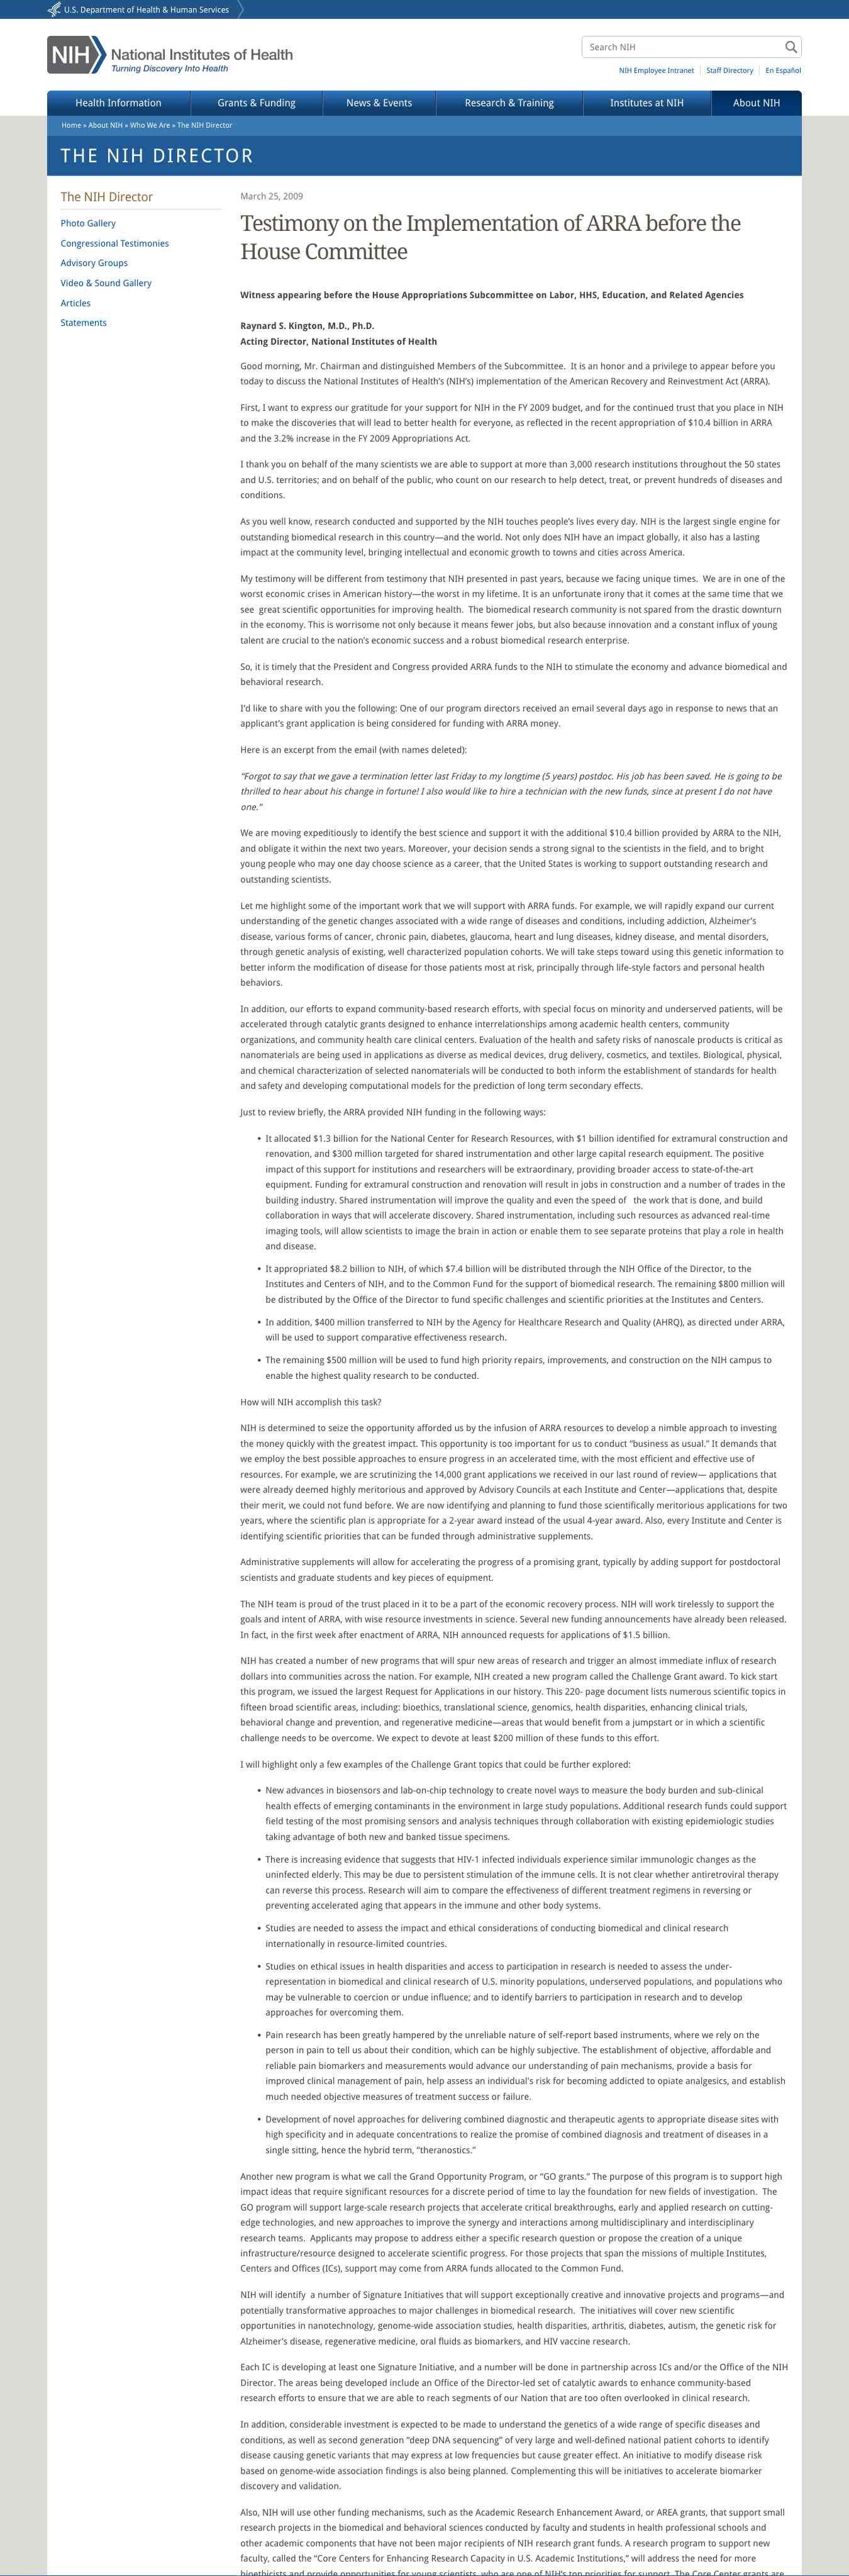 U.S. Department of Health & Human Services
NIH National Institutes of Health
Turning Discovery Into Health
Search NIH
NIH Employee Intranet | Staff Directory | En Español
Health Information Grants & Funding News & Events Research & Training Institutes at NIH About NIH
Home » About NIH » Who We Are » The NIH Director
THE NIH DIRECTOR
The NIH Director
Photo Gallery
Congressional Testimonies
Advisory Groups
Video & Sound Gallery
Articles
Statements
March 25, 2009
Testimony on the Implementation of ARRA before the
House Committee
Witness appearing before the House Appropriations Subcommittee on Labor, HHS, Education, and Related Agencies
Raynard S. Kington, M.D., Ph.D.
Acting Director, National Institutes of Health
Good morning, Mr. Chairman and distinguished Members of the Subcommittee.  It is an honor and a privilege to appear before you
today to discuss the National Institutes of Health’s (NIH’s) implementation of the American Recovery and Reinvestment Act (ARRA).
First, I want to express our gratitude for your support for NIH in the FY 2009 budget, and for the continued trust that you place in NIH
to make the discoveries that will lead to better health for everyone, as reflected in the recent appropriation of $10.4 billion in ARRA
and the 3.2% increase in the FY 2009 Appropriations Act.
I thank you on behalf of the many scientists we are able to support at more than 3,000 research institutions throughout the 50 states
and U.S. territories; and on behalf of the public, who count on our research to help detect, treat, or prevent hundreds of diseases and
conditions.
As you well know, research conducted and supported by the NIH touches people’s lives every day. NIH is the largest single engine for
outstanding biomedical research in this country—and the world. Not only does NIH have an impact globally, it also has a lasting
impact at the community level, bringing intellectual and economic growth to towns and cities across America.
My testimony will be different from testimony that NIH presented in past years, because we facing unique times.  We are in one of the
worst economic crises in American history—the worst in my lifetime. It is an unfortunate irony that it comes at the same time that we
see  great scientific opportunities for improving health.  The biomedical research community is not spared from the drastic downturn
in the economy. This is worrisome not only because it means fewer jobs, but also because innovation and a constant influx of young
talent are crucial to the nation’s economic success and a robust biomedical research enterprise.
So, it is timely that the President and Congress provided ARRA funds to the NIH to stimulate the economy and advance biomedical and
behavioral research.
I’d like to share with you the following: One of our program directors received an email several days ago in response to news that an
applicant’s grant application is being considered for funding with ARRA money.
Here is an excerpt from the email (with names deleted):
“Forgot to say that we gave a termination letter last Friday to my longtime (5 years) postdoc. His job has been saved. He is going to be
thrilled to hear about his change in fortune! I also would like to hire a technician with the new funds, since at present I do not have
one.”
We are moving expeditiously to identify the best science and support it with the additional $10.4 billion provided by ARRA to the NIH,
and obligate it within the next two years. Moreover, your decision sends a strong signal to the scientists in the field, and to bright
young people who may one day choose science as a career, that the United States is working to support outstanding research and
outstanding scientists.
Let me highlight some of the important work that we will support with ARRA funds. For example, we will rapidly expand our current
understanding of the genetic changes associated with a wide range of diseases and conditions, including addiction, Alzheimer’s
disease, various forms of cancer, chronic pain, diabetes, glaucoma, heart and lung diseases, kidney disease, and mental disorders,
through genetic analysis of existing, well characterized population cohorts. We will take steps toward using this genetic information to
better inform the modification of disease for those patients most at risk, principally through life-style factors and personal health
behaviors.
In addition, our efforts to expand community-based research efforts, with special focus on minority and underserved patients, will be
accelerated through catalytic grants designed to enhance interrelationships among academic health centers, community
organizations, and community health care clinical centers. Evaluation of the health and safety risks of nanoscale products is critical as
nanomaterials are being used in applications as diverse as medical devices, drug delivery, cosmetics, and textiles. Biological, physical,
and chemical characterization of selected nanomaterials will be conducted to both inform the establishment of standards for health
and safety and developing computational models for the prediction of long term secondary effects.
Just to review briefly, the ARRA provided NIH funding in the following ways:
• It allocated $1.3 billion for the National Center for Research Resources, with $1 billion identified for extramural construction and
renovation, and $300 million targeted for shared instrumentation and other large capital research equipment. The positive
impact of this support for institutions and researchers will be extraordinary, providing broader access to state-of-the-art
equipment. Funding for extramural construction and renovation will result in jobs in construction and a number of trades in the
building industry. Shared instrumentation will improve the quality and even the speed of   the work that is done, and build
collaboration in ways that will accelerate discovery. Shared instrumentation, including such resources as advanced real-time
imaging tools, will allow scientists to image the brain in action or enable them to see separate proteins that play a role in health
and disease.
• It appropriated $8.2 billion to NIH, of which $7.4 billion will be distributed through the NIH Office of the Director, to the
Institutes and Centers of NIH, and to the Common Fund for the support of biomedical research. The remaining $800 million will
be distributed by the Office of the Director to fund specific challenges and scientific priorities at the Institutes and Centers.
• In addition, $400 million transferred to NIH by the Agency for Healthcare Research and Quality (AHRQ), as directed under ARRA,
will be used to support comparative effectiveness research.
• The remaining $500 million will be used to fund high priority repairs, improvements, and construction on the NIH campus to
enable the highest quality research to be conducted.
How will NIH accomplish this task?
NIH is determined to seize the opportunity afforded us by the infusion of ARRA resources to develop a nimble approach to investing
the money quickly with the greatest impact. This opportunity is too important for us to conduct “business as usual.” It demands that
we employ the best possible approaches to ensure progress in an accelerated time, with the most efficient and effective use of
resources. For example, we are scrutinizing the 14,000 grant applications we received in our last round of review— applications that
were already deemed highly meritorious and approved by Advisory Councils at each Institute and Center—applications that, despite
their merit, we could not fund before. We are now identifying and planning to fund those scientifically meritorious applications for two
years, where the scientific plan is appropriate for a 2-year award instead of the usual 4-year award. Also, every Institute and Center is
identifying scientific priorities that can be funded through administrative supplements.
Administrative supplements will allow for accelerating the progress of a promising grant, typically by adding support for postdoctoral
scientists and graduate students and key pieces of equipment.
The NIH team is proud of the trust placed in it to be a part of the economic recovery process. NIH will work tirelessly to support the
goals and intent of ARRA, with wise resource investments in science. Several new funding announcements have already been released.
In fact, in the first week after enactment of ARRA, NIH announced requests for applications of $1.5 billion.
NIH has created a number of new programs that will spur new areas of research and trigger an almost immediate influx of research
dollars into communities across the nation. For example, NIH created a new program called the Challenge Grant award. To kick start
this program, we issued the largest Request for Applications in our history. This 220- page document lists numerous scientific topics in
fifteen broad scientific areas, including: bioethics, translational science, genomics, health disparities, enhancing clinical trials,
behavioral change and prevention, and regenerative medicine—areas that would benefit from a jumpstart or in which a scientific
challenge needs to be overcome. We expect to devote at least $200 million of these funds to this effort.
I will highlight only a few examples of the Challenge Grant topics that could be further explored:
• New advances in biosensors and lab-on-chip technology to create novel ways to measure the body burden and sub-clinical
health effects of emerging contaminants in the environment in large study populations. Additional research funds could support
field testing of the most promising sensors and analysis techniques through collaboration with existing epidemiologic studies
taking advantage of both new and banked tissue specimens.
• There is increasing evidence that suggests that HIV-1 infected individuals experience similar immunologic changes as the
uninfected elderly. This may be due to persistent stimulation of the immune cells. It is not clear whether antiretroviral therapy
can reverse this process. Research will aim to compare the effectiveness of different treatment regimens in reversing or
preventing accelerated aging that appears in the immune and other body systems.
• Studies are needed to assess the impact and ethical considerations of conducting biomedical and clinical research
internationally in resource-limited countries.
• Studies on ethical issues in health disparities and access to participation in research is needed to assess the under-
representation in biomedical and clinical research of U.S. minority populations, underserved populations, and populations who
may be vulnerable to coercion or undue influence; and to identify barriers to participation in research and to develop
approaches for overcoming them.
• Pain research has been greatly hampered by the unreliable nature of self-report based instruments, where we rely on the
person in pain to tell us about their condition, which can be highly subjective. The establishment of objective, affordable and
reliable pain biomarkers and measurements would advance our understanding of pain mechanisms, provide a basis for
improved clinical management of pain, help assess an individual's risk for becoming addicted to opiate analgesics, and establish
much needed objective measures of treatment success or failure.
• Development of novel approaches for delivering combined diagnostic and therapeutic agents to appropriate disease sites with
high specificity and in adequate concentrations to realize the promise of combined diagnosis and treatment of diseases in a
single sitting, hence the hybrid term, “theranostics.”
Another new program is what we call the Grand Opportunity Program, or “GO grants.” The purpose of this program is to support high
impact ideas that require significant resources for a discrete period of time to lay the foundation for new fields of investigation.  The
GO program will support large-scale research projects that accelerate critical breakthroughs, early and applied research on cutting-
edge technologies, and new approaches to improve the synergy and interactions among multidisciplinary and interdisciplinary
research teams.  Applicants may propose to address either a specific research question or propose the creation of a unique
infrastructure/resource designed to accelerate scientific progress. For those projects that span the missions of multiple Institutes,
Centers and Offices (ICs), support may come from ARRA funds allocated to the Common Fund.
NIH will identify  a number of Signature Initiatives that will support exceptionally creative and innovative projects and programs—and
potentially transformative approaches to major challenges in biomedical research.  The initiatives will cover new scientific
opportunities in nanotechnology, genome-wide association studies, health disparities, arthritis, diabetes, autism, the genetic risk for
Alzheimer’s disease, regenerative medicine, oral fluids as biomarkers, and HIV vaccine research.
Each IC is developing at least one Signature Initiative, and a number will be done in partnership across ICs and/or the Office of the NIH
Director. The areas being developed include an Office of the Director-led set of catalytic awards to enhance community-based
research efforts to ensure that we are able to reach segments of our Nation that are too often overlooked in clinical research.
In addition, considerable investment is expected to be made to understand the genetics of a wide range of specific diseases and
conditions, as well as second generation “deep DNA sequencing” of very large and well-defined national patient cohorts to identify
disease causing genetic variants that may express at low frequencies but cause greater effect. An initiative to modify disease risk
based on genome-wide association findings is also being planned. Complementing this will be initiatives to accelerate biomarker
discovery and validation.
Also, NIH will use other funding mechanisms, such as the Academic Research Enhancement Award, or AREA grants, that support small
research projects in the biomedical and behavioral sciences conducted by faculty and students in health professional schools and
other academic components that have not been major recipients of NIH research grant funds. A research program to support new
faculty, called the “Core Centers for Enhancing Research Capacity in U.S. Academic Institutions,” will address the need for more
bioethicists and provide opportunities for young scientists, who are one of NIH’s top priorities for support. The Core Center grants are